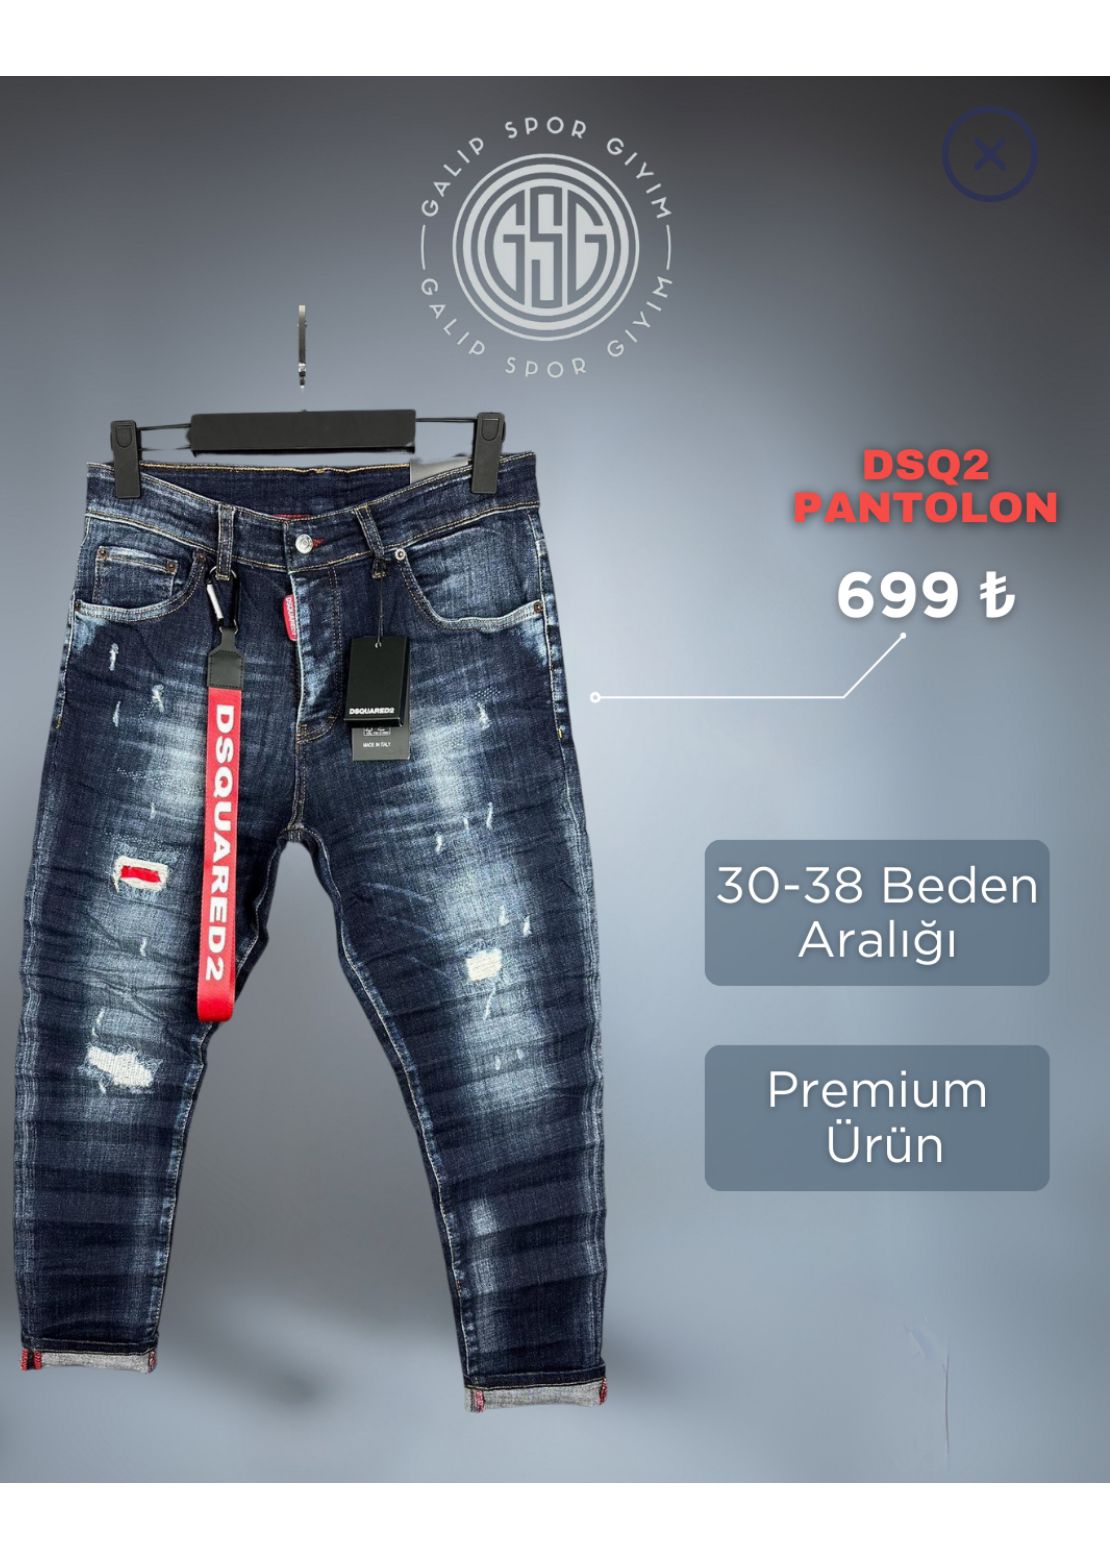 GALIP SPOR GIYIM
GSG
GALIP SPOR GIYIM
DSQ2
PANTOLON
699 ₺
DSQUARED2
DSQUARED2
DSQUARED2
MADE IN ITALY
30-38 Beden
Aralığı
Premium
Ürün